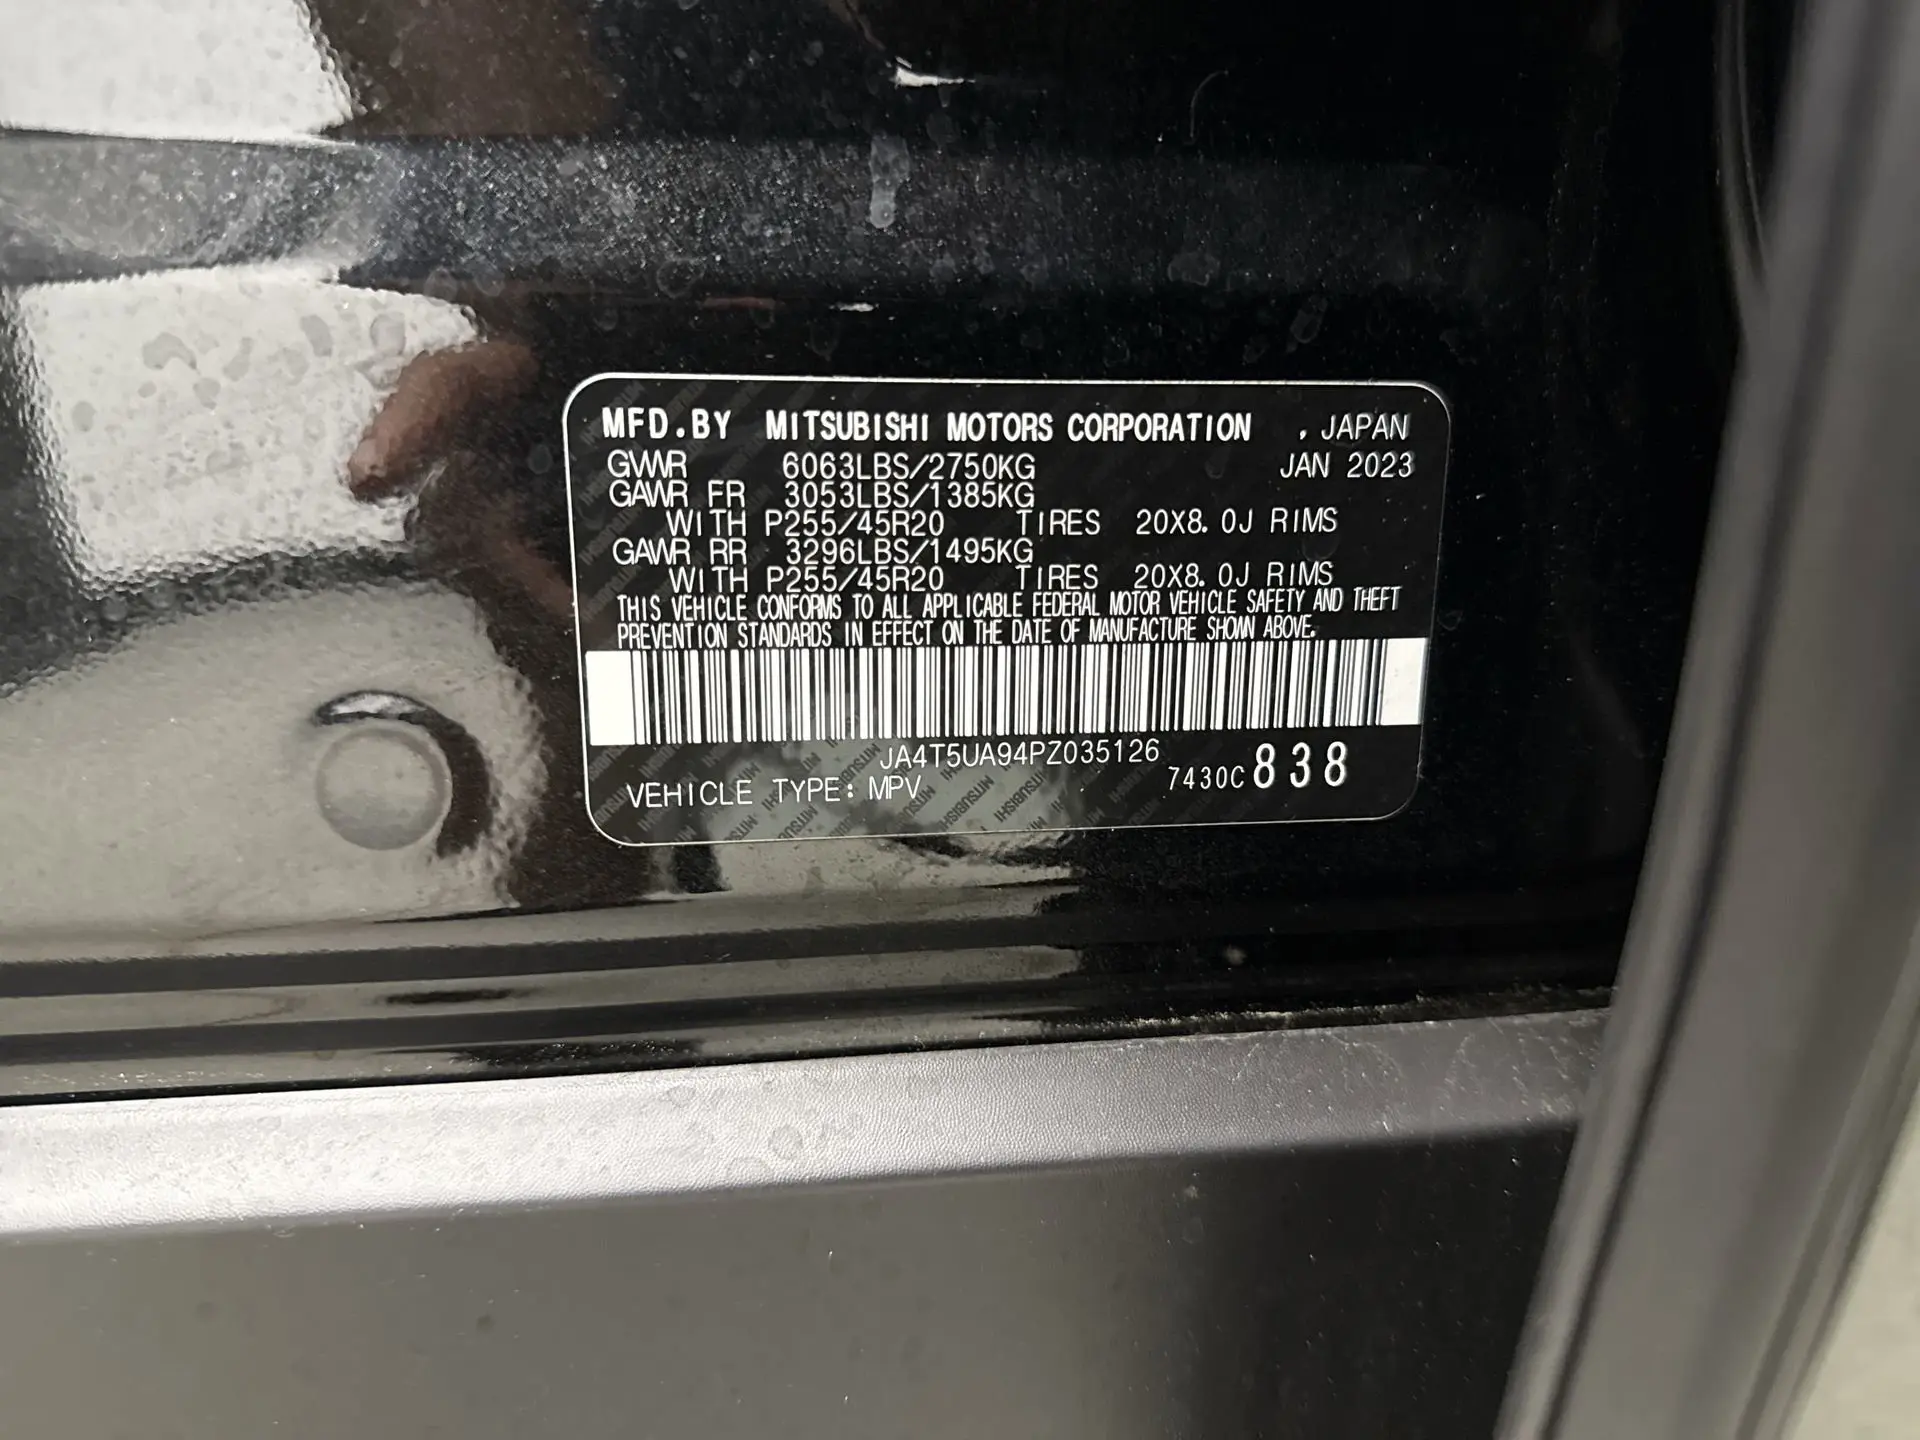 MFD.BY MITSUBISHI MOTORS CORPORATION , JAPAN
GVWR 6063LBS/2750KG JAN 2023
GAWR FR 3053LBS/1385KG
WITH P255/45R20 TIRES 20X8.0J RIMS
GAWR RR 3296LBS/1495KG
WITH P255/45R20 TIRES 20X8.0J RIMS
THIS VEHICLE CONFORMS TO ALL APPLICABLE FEDERAL MOTOR VEHICLE SAFETY AND THEFT
PREVENTION STANDARDS IN EFFECT ON THE DATE OF MANUFACTURE SHOWN ABOVE.
JA4T5UA94PZ035126
VEHICLE TYPE: MPV 7430C 838